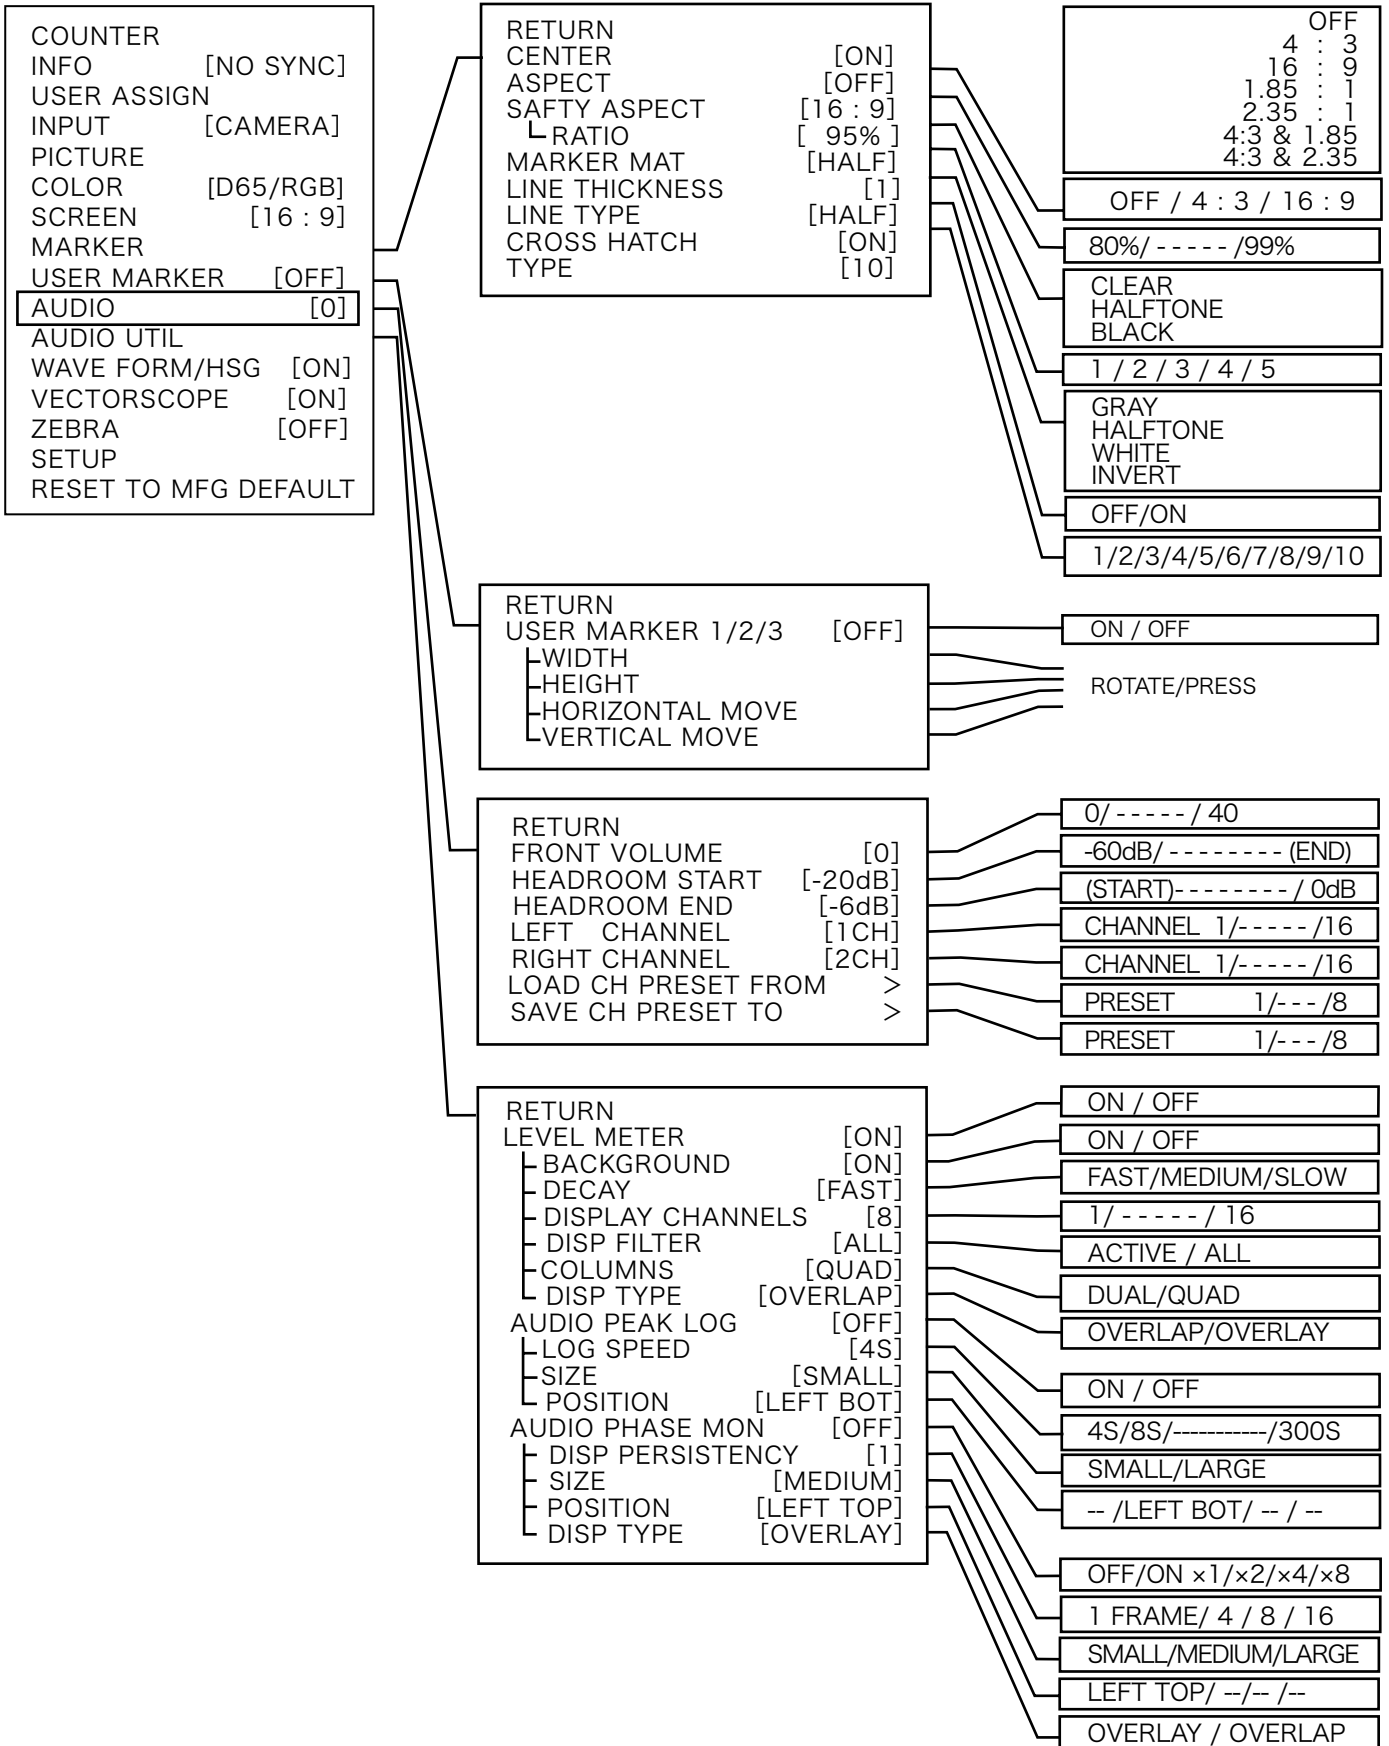 COUNTER
INFO [NO SYNC]
USER ASSIGN
INPUT [CAMERA]
PICTURE
COLOR [D65/RGB]
SCREEN [16 : 9]
MARKER
USER MARKER [OFF]
AUDIO [0]
AUDIO UTIL
WAVE FORM/HSG [ON]
VECTORSCOPE [ON]
ZEBRA [OFF]
SETUP
RESET TO MFG DEFAULT
RETURN
CENTER [ON]
ASPECT [OFF]
SAFTY ASPECT [16 : 9]
RATIO [ 95% ]
MARKER MAT [HALF]
LINE THICKNESS [1]
LINE TYPE [HALF]
CROSS HATCH [ON]
TYPE [10]
OFF
4 : 3
16 : 9
1.85 : 1
2.35 : 1
4:3 & 1.85
4:3 & 2.35
OFF / 4 : 3 / 16 : 9
80%/ - - - - - /99%
CLEAR
HALFTONE
BLACK
1 / 2 / 3 / 4 / 5
GRAY
HALFTONE
WHITE
INVERT
OFF/ON
1/2/3/4/5/6/7/8/9/10
RETURN
USER MARKER 1/2/3 [OFF]
WIDTH
HEIGHT
HORIZONTAL MOVE
VERTICAL MOVE
ON / OFF
ROTATE/PRESS
RETURN
FRONT VOLUME [0]
HEADROOM START [-20dB]
HEADROOM END [-6dB]
LEFT CHANNEL [1CH]
RIGHT CHANNEL [2CH]
LOAD CH PRESET FROM >
SAVE CH PRESET TO >
0/ - - - - - / 40
-60dB/ - - - - - - - - (END)
(START)- - - - - - - - / 0dB
CHANNEL 1/- - - - - /16
CHANNEL 1/- - - - - /16
PRESET 1/- - - /8
PRESET 1/- - - /8
RETURN
LEVEL METER [ON]
BACKGROUND [ON]
DECAY [FAST]
DISPLAY CHANNELS [8]
DISP FILTER [ALL]
COLUMNS [QUAD]
DISP TYPE [OVERLAP]
AUDIO PEAK LOG [OFF]
LOG SPEED [4S]
SIZE [SMALL]
POSITION [LEFT BOT]
AUDIO PHASE MON [OFF]
DISP PERSISTENCY [1]
SIZE [MEDIUM]
POSITION [LEFT TOP]
DISP TYPE [OVERLAY]
ON / OFF
ON / OFF
FAST/MEDIUM/SLOW
1/ - - - - - / 16
ACTIVE / ALL
DUAL/QUAD
OVERLAP/OVERLAY
ON / OFF
4S/8S/-----------/300S
SMALL/LARGE
-- /LEFT BOT/ -- / --
OFF/ON ×1/×2/×4/×8
1 FRAME/ 4 / 8 / 16
SMALL/MEDIUM/LARGE
LEFT TOP/ --/-- /--
OVERLAY / OVERLAP